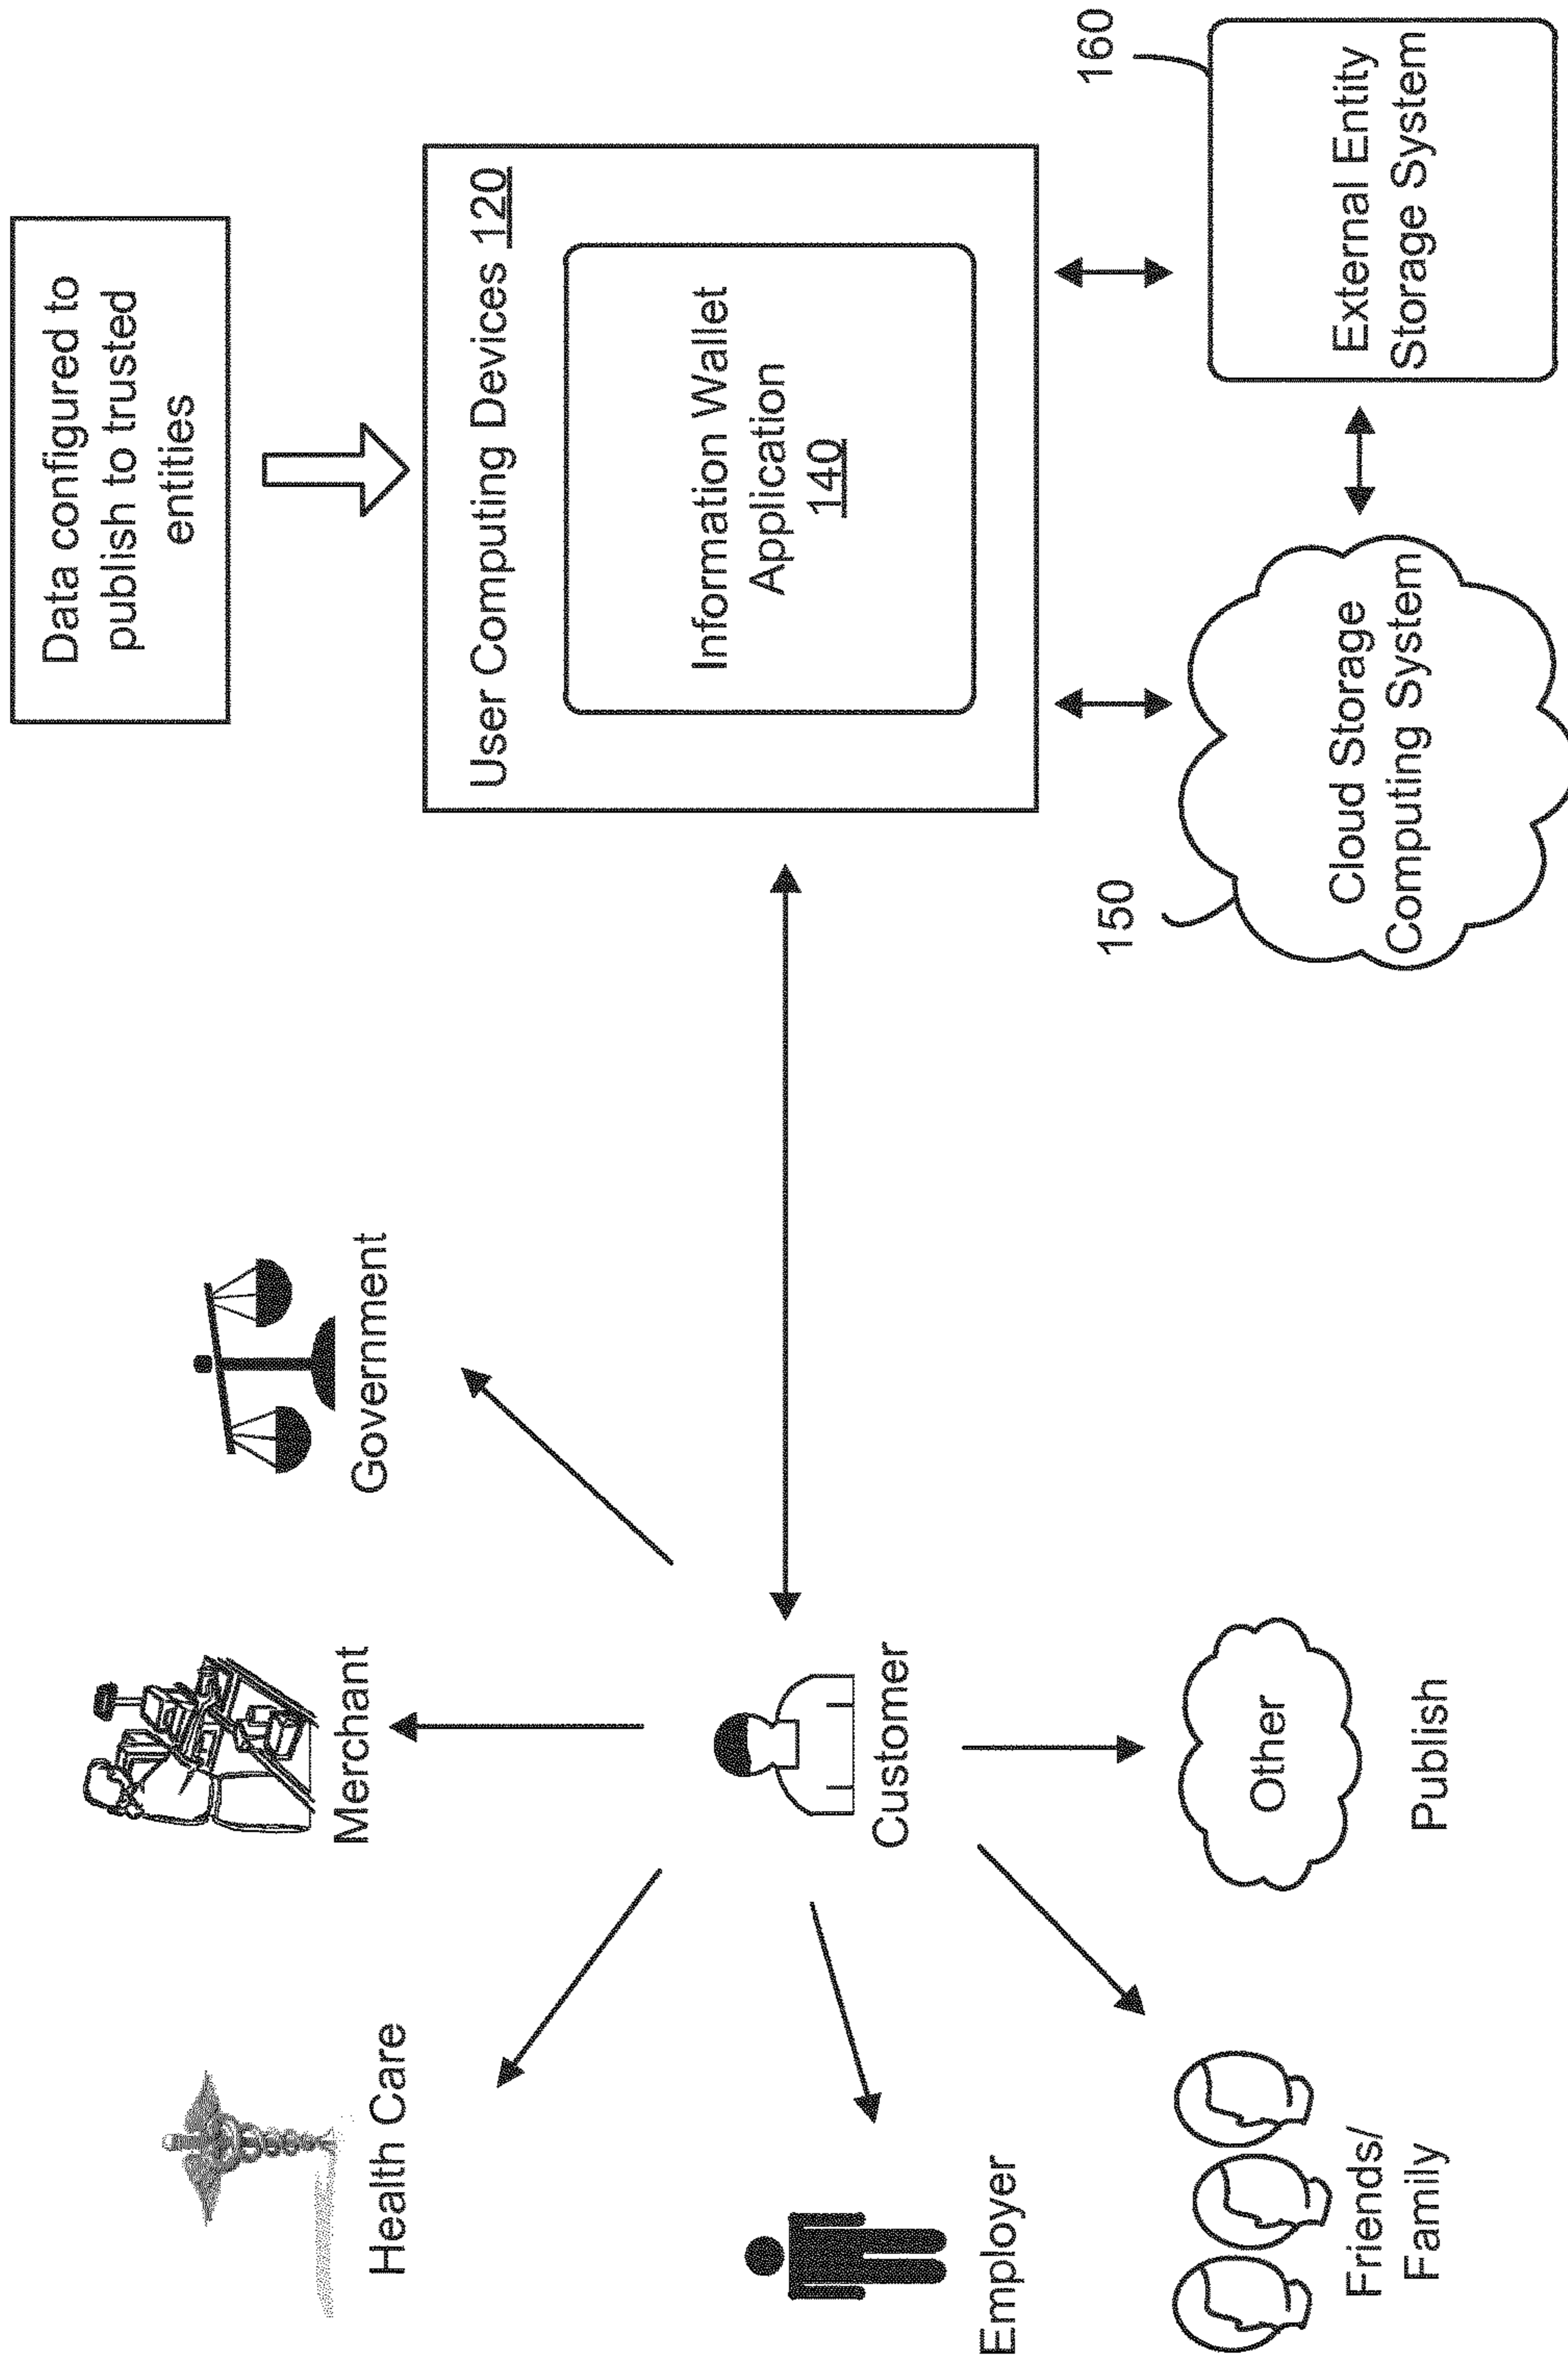 Health Care
Merchant
Government
Employer
Customer
Friends/
Family
Other
Publish
Data configured to
publish to trusted
entities
User Computing Devices 120
Information Wallet
Application
140
150
Cloud Storage
Computing System
160
External Entity
Storage System